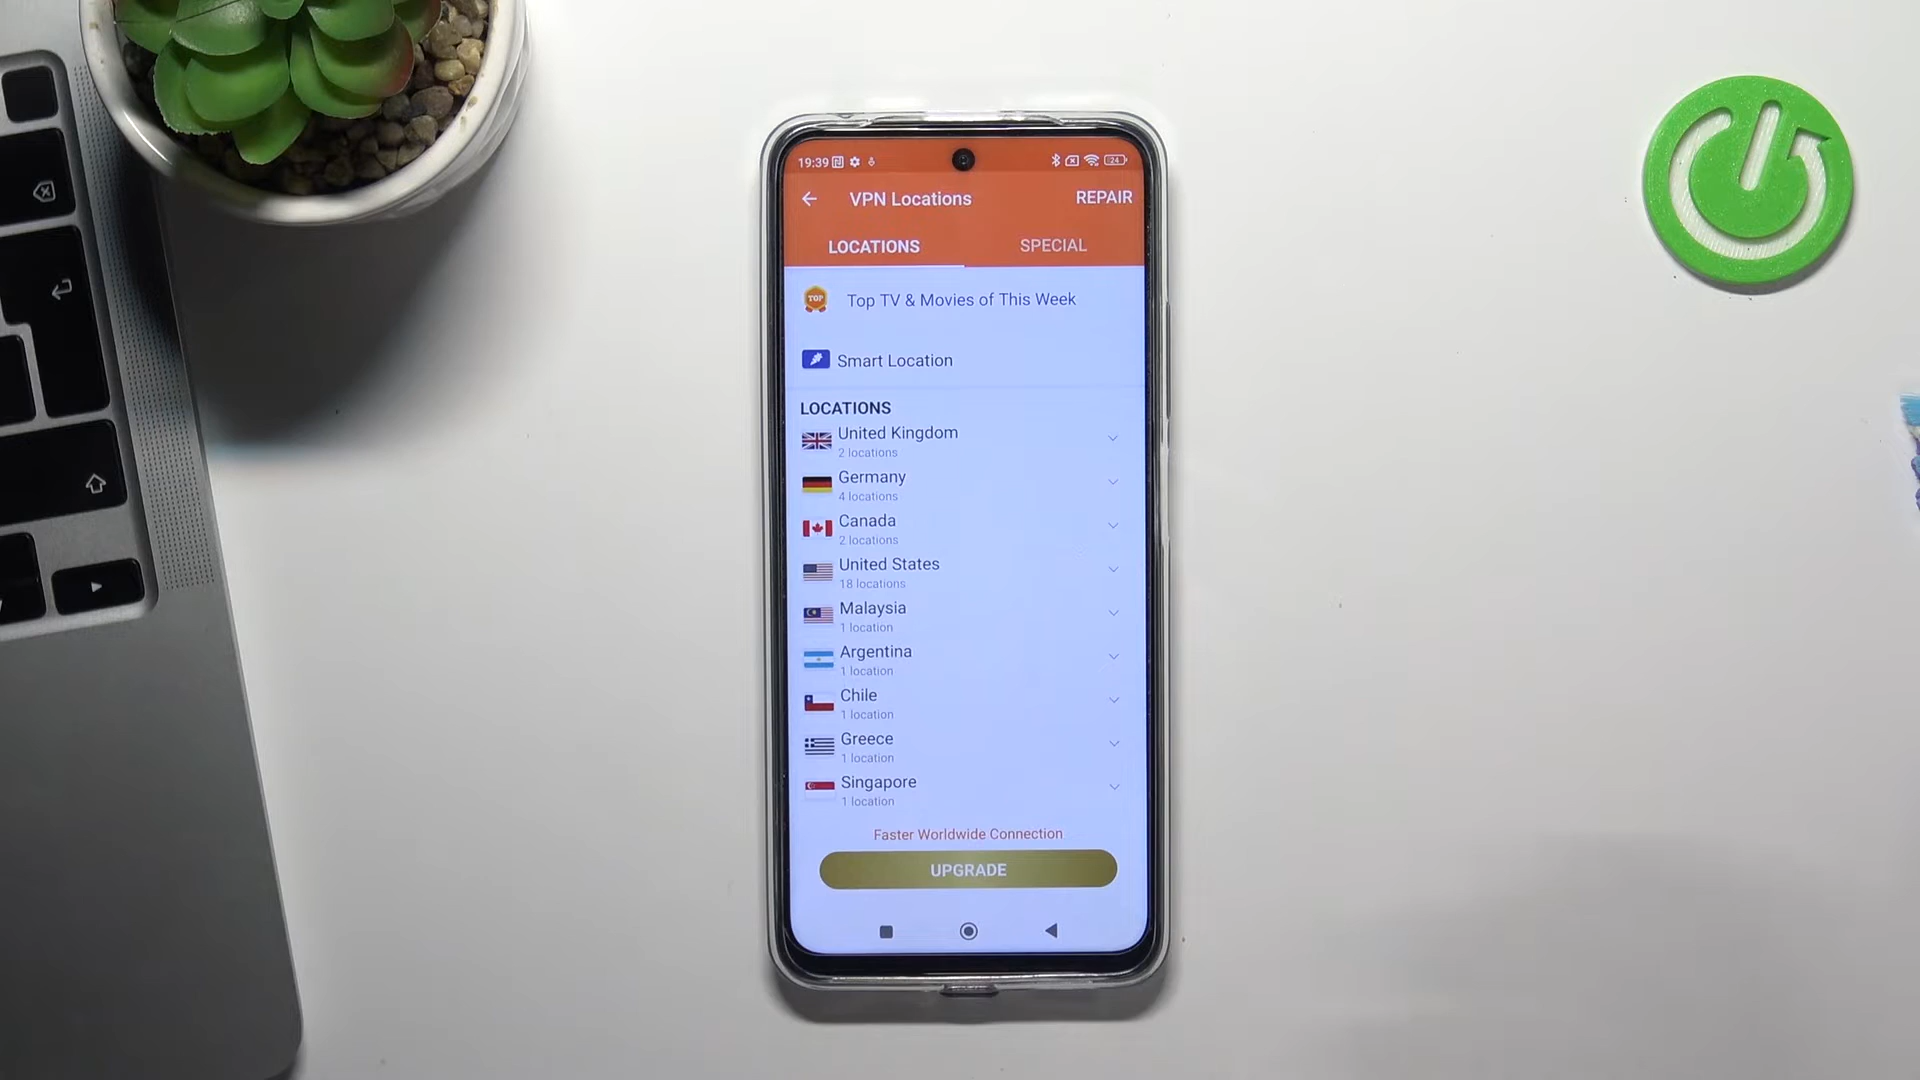 19:39
24
VPN Locations
REPAIR
LOCATIONS
SPECIAL
TOP
Top TV & Movies of This Week
Smart Location
LOCATIONS
United Kingdom
2 locations
Germany
4 locations
Canada
2 locations
United States
18 locations
Malaysia
1 location
Argentina
1 location
Chile
1 location
Greece
1 location
Singapore
1 location
Faster Worldwide Connection
UPGRADE